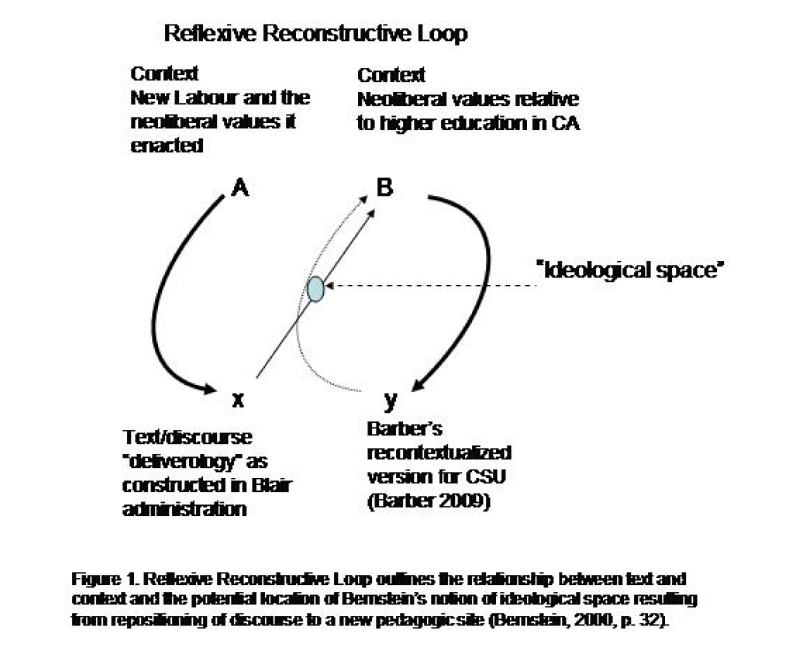 Reflexive Reconstructive Loop
Context
New Labour and the
neoliberal values it
enacted
Context
Neoliberal values relative
to higher education in CA
A
B
"Ideological space"
x
y
Text/discourse
"deliverology" as
constructed in Blair
administration
Barber's
recontextualized
version for CSU
(Barber 2009)
Figure 1. Reflexive Reconstructive Loop outlines the relationship between text and
context and the potential location of Bernstein's notion of ideological space resulting
from repositioning of discourse to a new pedagogic site (Bernstein, 2000, p. 32).